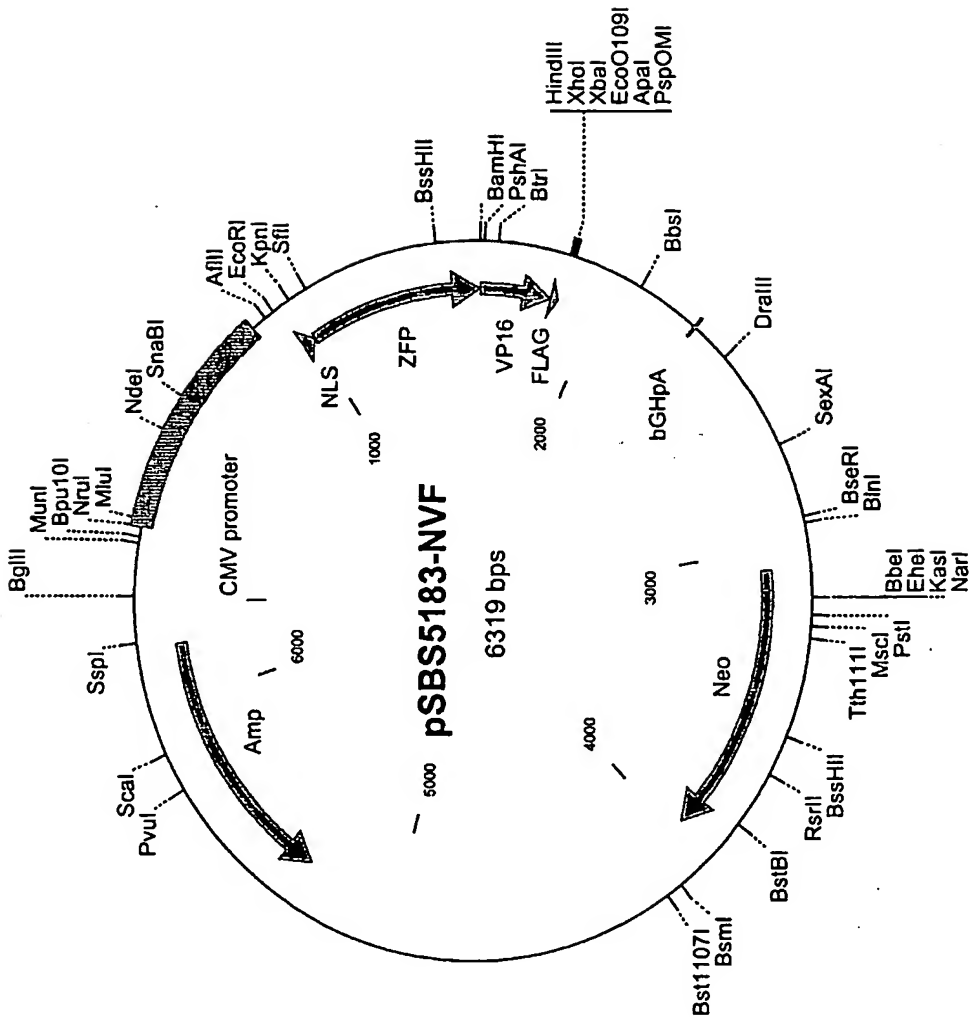 pSBS5183-NVF
6319 bps
BglII
MunI
Bpu10I
NruI
MluI
NdeI
SnaBI
AflII
EcoRI
KpnI
SfiI
BssHII
BamHI
PshAI
BtrI
HindIII
XhoI
XbaI
EcoO109I
ApaI
PspOMI
BbsI
DraIII
SexAI
BseRI
BlnI
BbeI
EheI
KasI
NarI
PstI
MscI
Tth111I
BssHII
RsrII
BstBI
BsmI
Bst1107I
PvuI
ScaI
SspI
CMV promoter
NLS
ZFP
VP16
FLAG
bGHpA
Neo
Amp
1000
2000
3000
4000
5000
6000